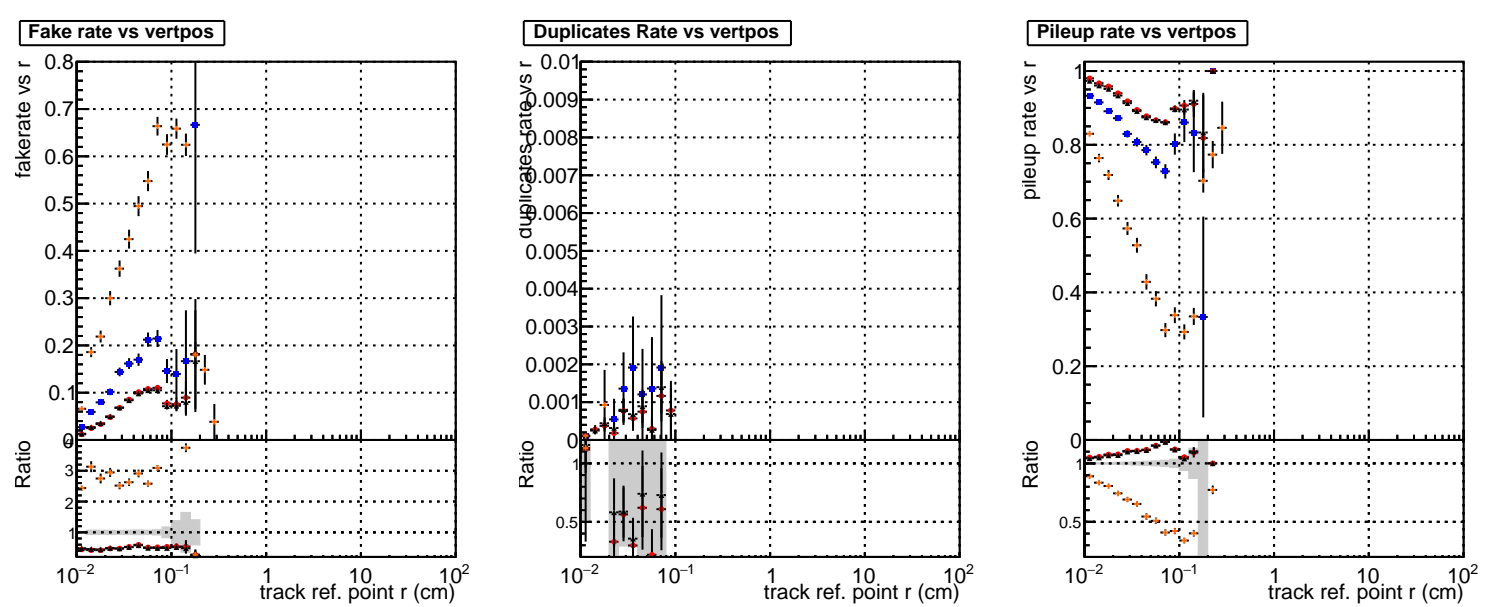 Fake rate vs vertpos
fakerate vs r
0.8
0.7
0.6
0.5
0.4
0.3
0.2
0.1
0
Ratio
3
2
1
10⁻² 10⁻¹ 1 10 10²
track ref. point r (cm)
Duplicates Rate vs vertpos
duplicates rate vs r
0.01
0.009
0.008
0.007
0.006
0.005
0.004
0.003
0.002
0.001
0
Ratio
1
0.5
10⁻² 10⁻¹ 1 10 10²
track ref. point r (cm)
Pileup rate vs vertpos
pileup rate vs r
1
0.8
0.6
0.4
0.2
0
Ratio
1
0.5
10⁻² 10⁻¹ 1 10 10²
track ref. point r (cm)